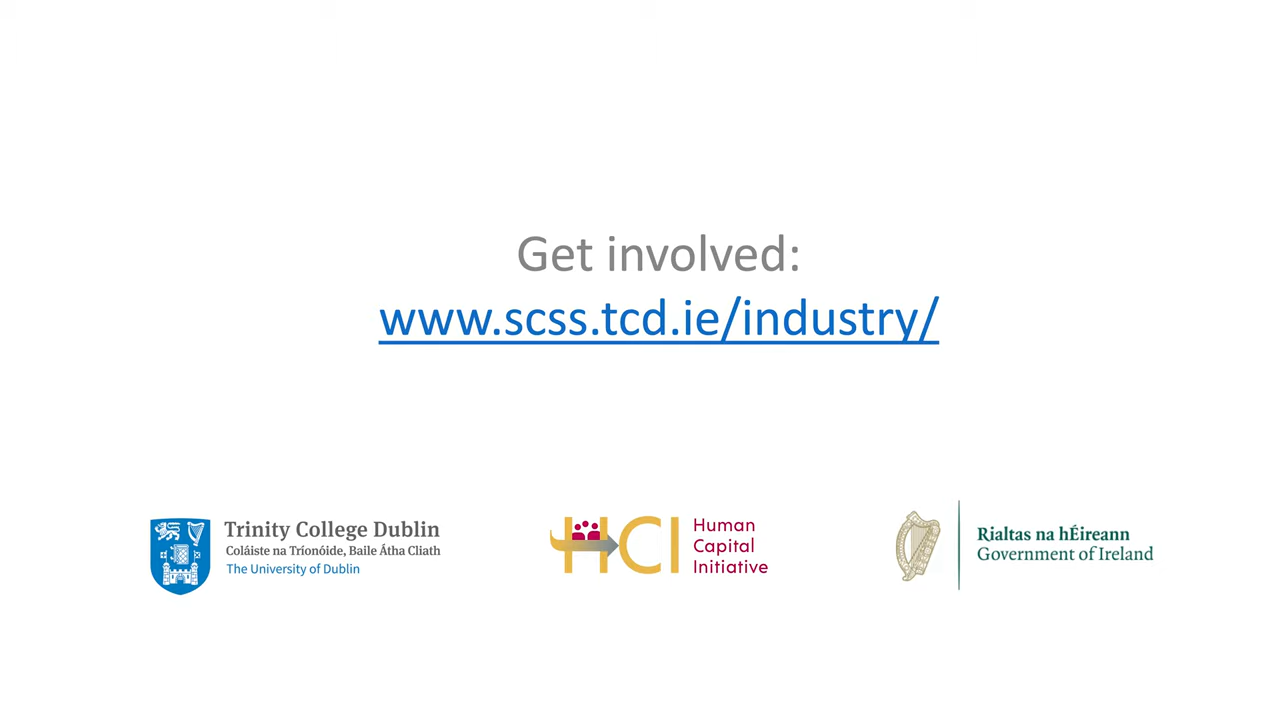 Get involved:
www.scss.tcd.ie/industry/
Trinity College Dublin
Coláiste na Tríonóide, Baile Átha Cliath
The University of Dublin
HCI
Human
Capital
Initiative
Rialtas na hÉireann
Government of Ireland